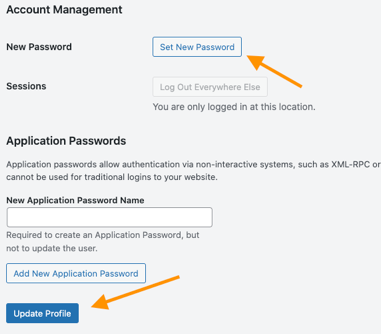 Account Management
New Password
Set New Password
Sessions
Log Out Everywhere Else
You are only logged in at this location.
Application Passwords
Application passwords allow authentication via non-interactive systems, such as XML-RPC or
cannot be used for traditional logins to your website.
New Application Password Name
Required to create an Application Password, but
not to update the user.
Add New Application Password
Update Profile